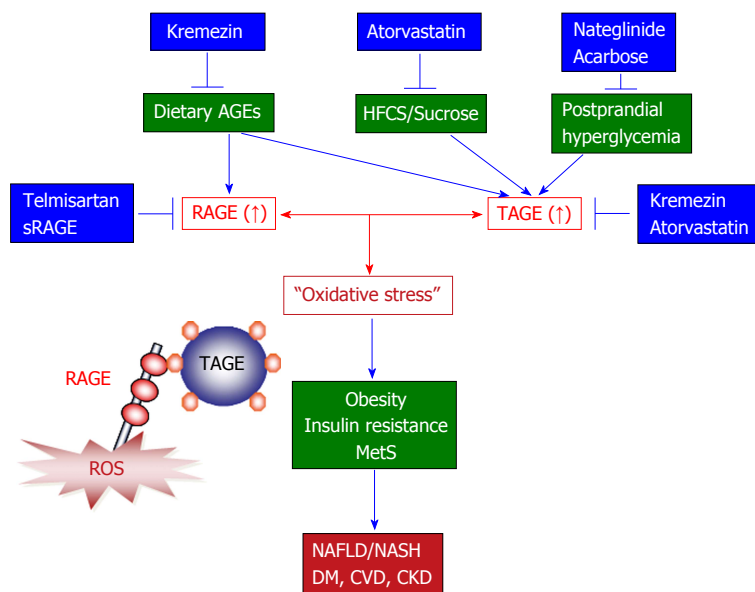 Kremezin
Atorvastatin
Nateglinide
Acarbose
Dietary AGEs
HFCS/Sucrose
Postprandial
hyperglycemia
Telmisartan
sRAGE
RAGE (↑)
TAGE (↑)
Kremezin
Atorvastatin
“Oxidative stress”
TAGE
RAGE
ROS
Obesity
Insulin resistance
MetS
NAFLD/NASH
DM, CVD, CKD